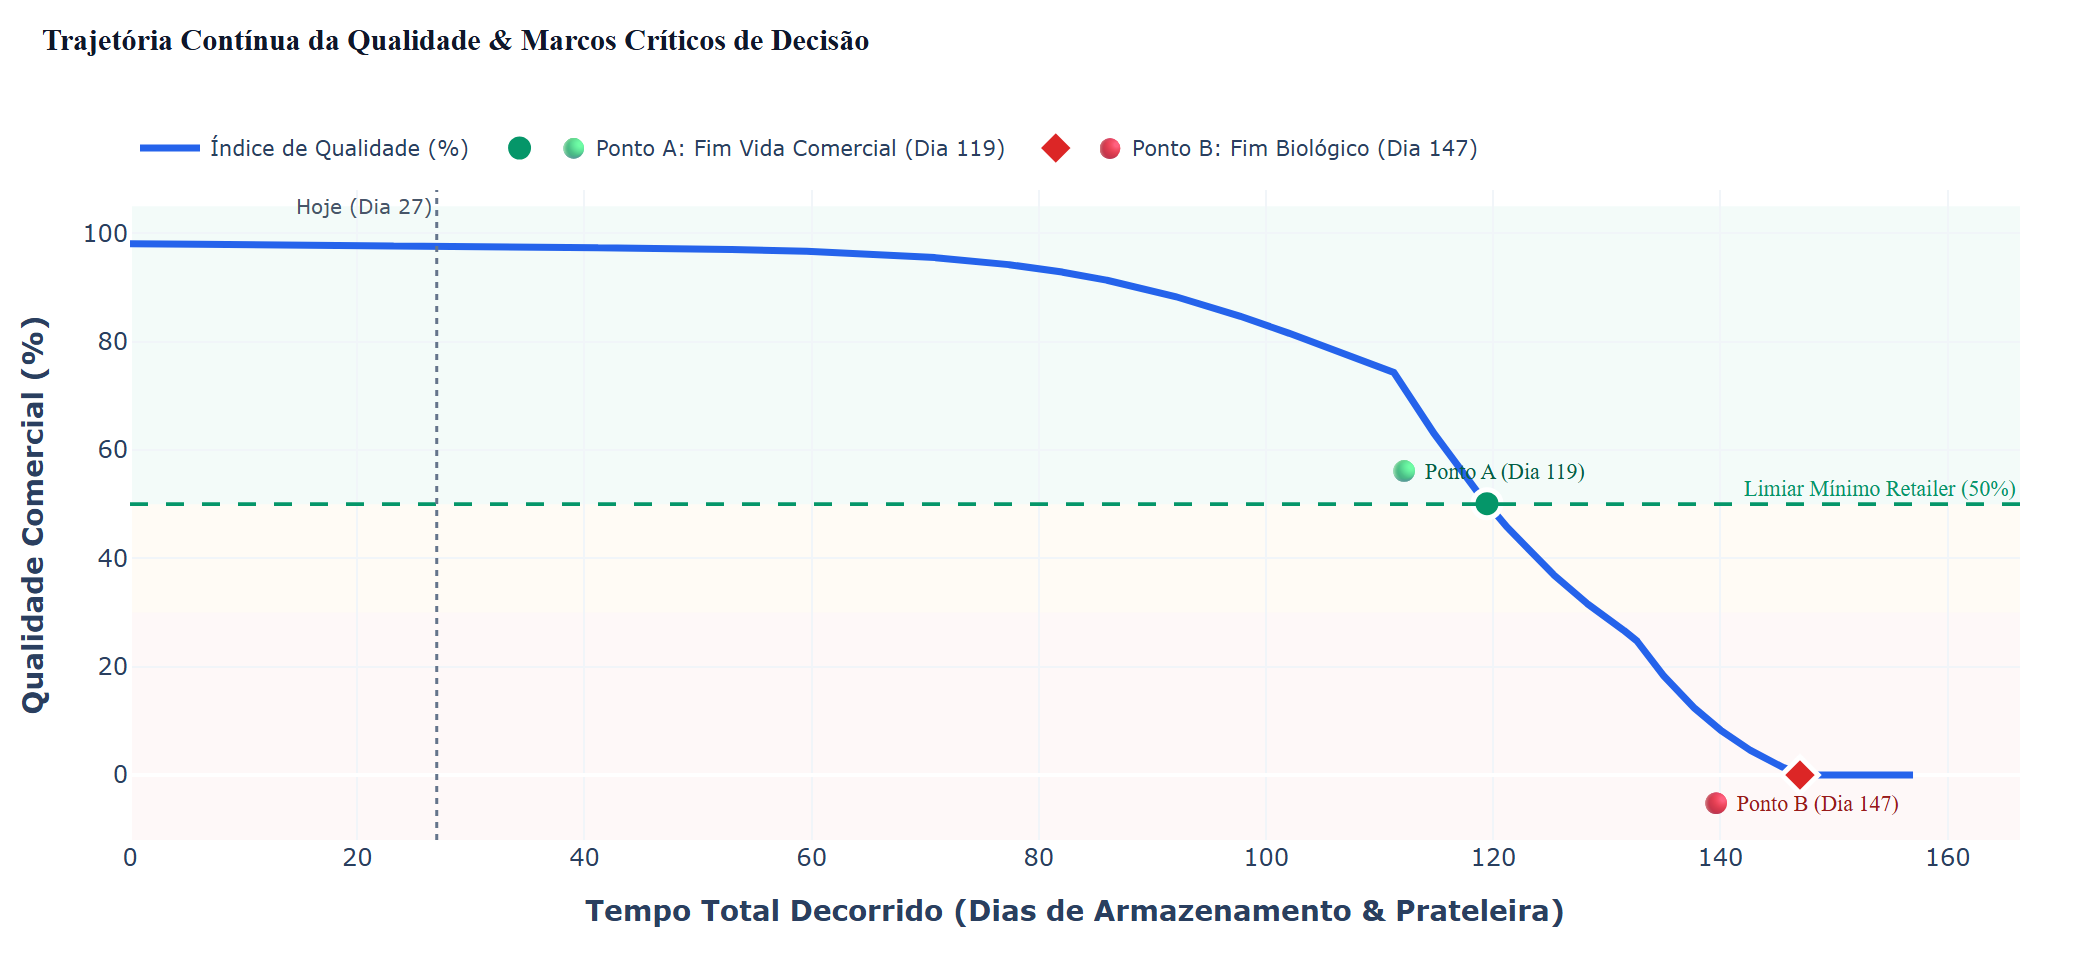 Trajetória Contínua da Qualidade & Marcos Críticos de Decisão
Índice de Qualidade (%)
Ponto A: Fim Vida Comercial (Dia 119)
Ponto B: Fim Biológico (Dia 147)
Hoje (Dia 27)
Qualidade Comercial (%)
100
80
60
40
20
0
Ponto A (Dia 119)
Limiar Mínimo Retailer (50%)
Ponto B (Dia 147)
0
20
40
60
80
100
120
140
160
Tempo Total Decorrido (Dias de Armazenamento & Prateleira)